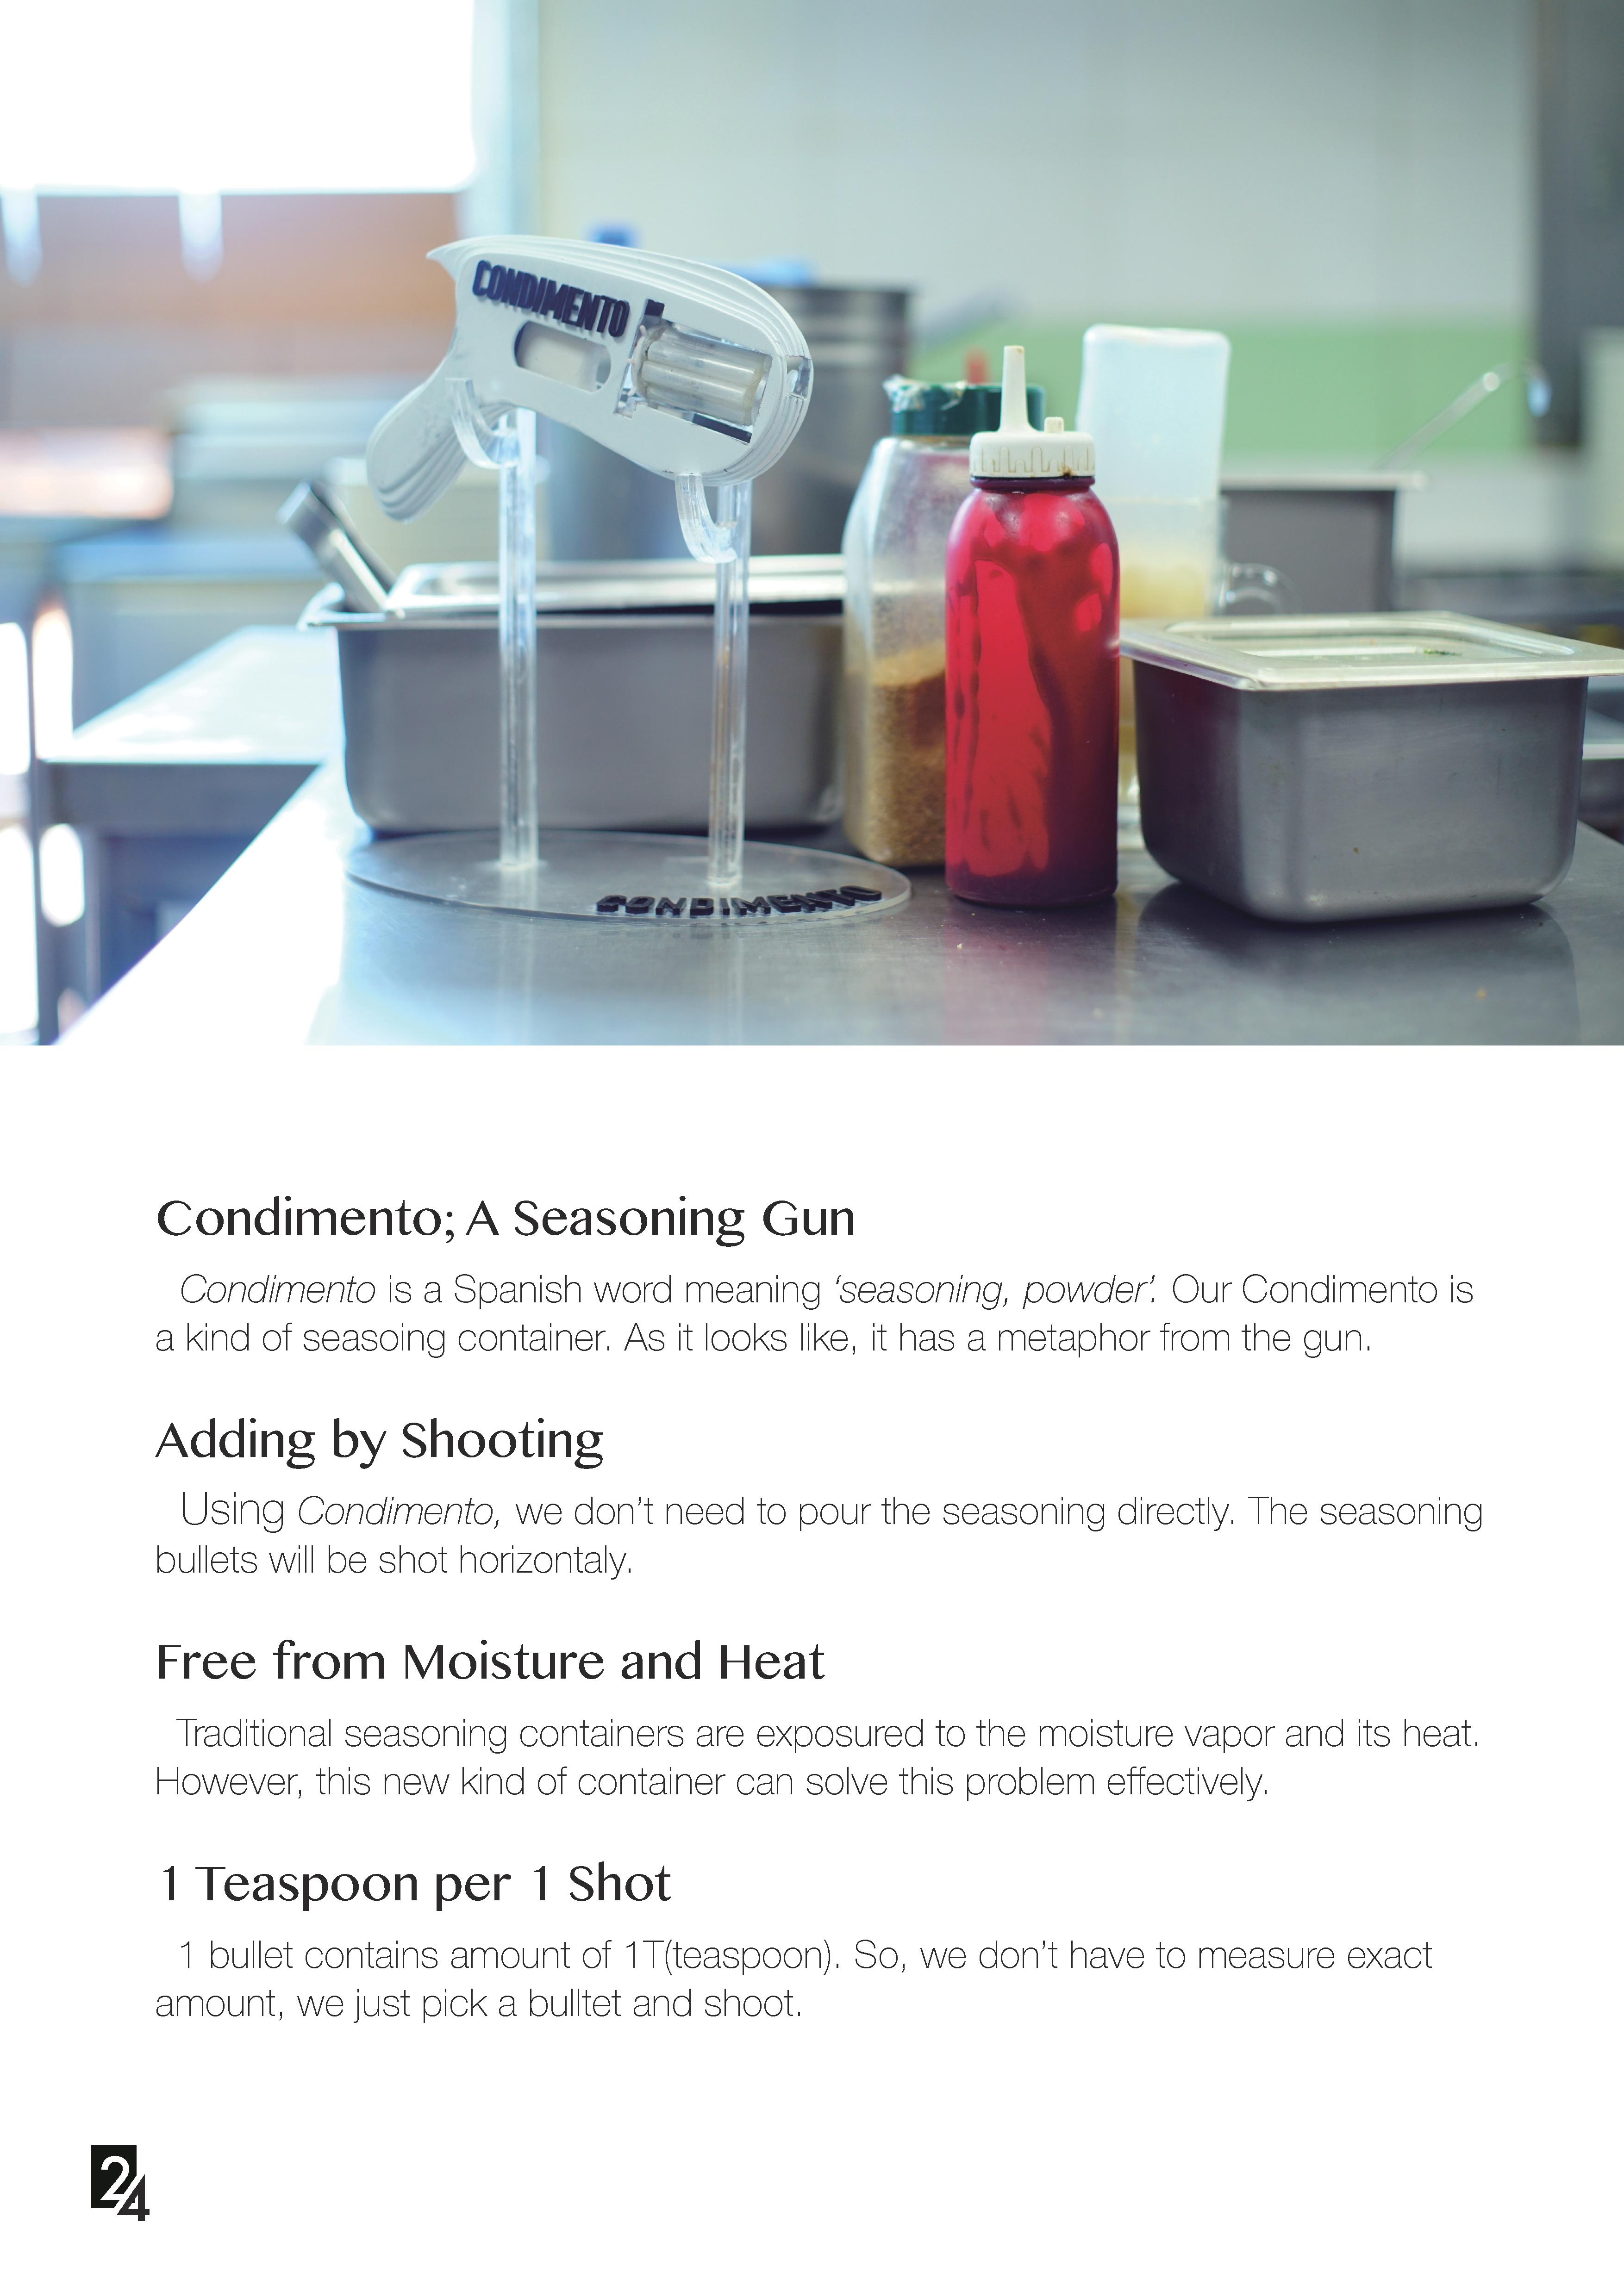 CONDIMENTO
CONDIMENTO
Condimento; A Seasoning Gun
Condimento is a Spanish word meaning ‘seasoning, powder’. Our Condimento is
a kind of seasoing container. As it looks like, it has a metaphor from the gun.
Adding by Shooting
Using Condimento, we don’t need to pour the seasoning directly. The seasoning
bullets will be shot horizontaly.
Free from Moisture and Heat
Traditional seasoning containers are exposured to the moisture vapor and its heat.
However, this new kind of container can solve this problem effectively.
1 Teaspoon per 1 Shot
1 bullet contains amount of 1T(teaspoon). So, we don’t have to measure exact
amount, we just pick a bulltet and shoot.
24